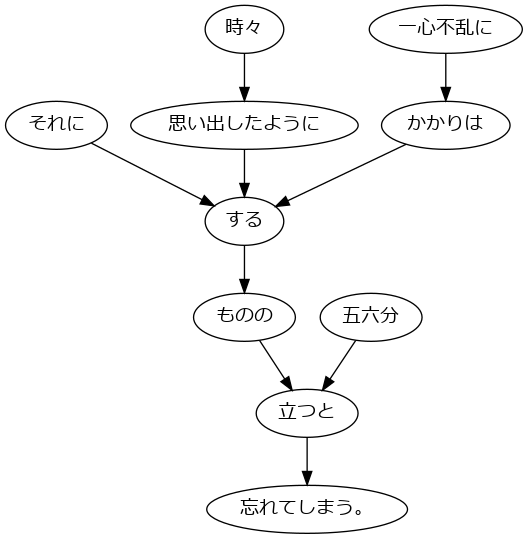 時々
一心不乱に
それに
思い出したように
かかりは
する
ものの
五六分
立つと
忘れてしまう。